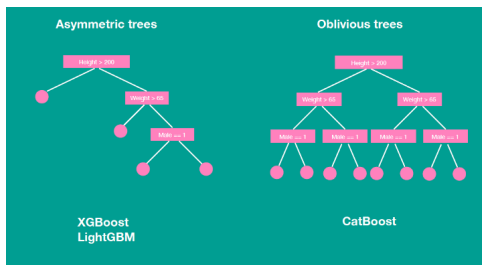 Asymmetric trees
Height > 200
Weight > 65
Male == 1
XGBoost
LightGBM
Oblivious trees
Height > 200
Weight > 65 Weight > 65
Male == 1 Male == 1 Male == 1 Male == 1
CatBoost